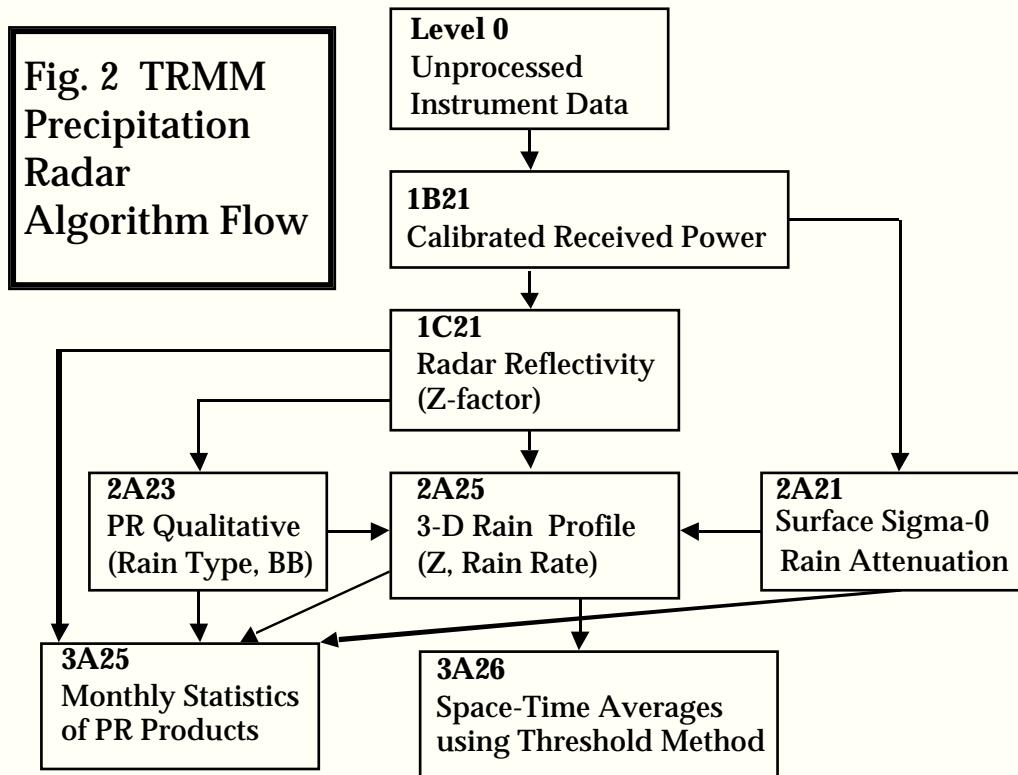 Fig. 2 TRMM
Precipitation
Radar
Algorithm Flow
Level 0
Unprocessed
Instrument Data
1B21
Calibrated Received Power
1C21
Radar Reflectivity
(Z-factor)
2A23
PR Qualitative
(Rain Type, BB)
2A25
3-D Rain Profile
(Z, Rain Rate)
2A21
Surface Sigma-0
Rain Attenuation
3A25
Monthly Statistics
of PR Products
3A26
Space-Time Averages
using Threshold Method